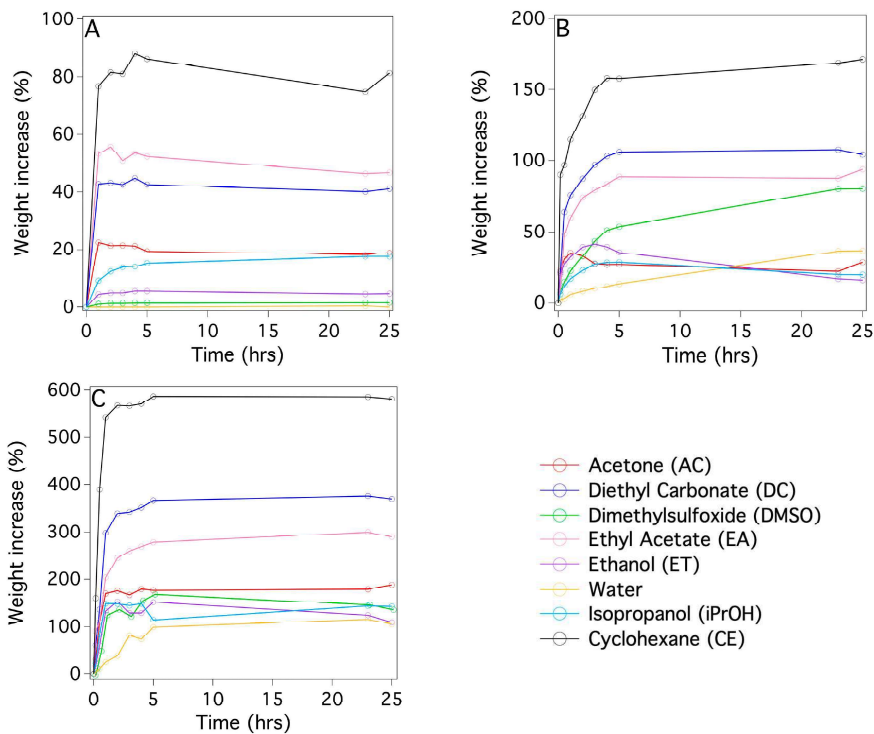 A
Weight increase (%)
100
80
60
40
20
0
0 5 10 15 20 25
Time (hrs)
B
Weight increase (%)
200
150
100
50
0
0 5 10 15 20 25
Time (hrs)
C
Weight increase (%)
600
500
400
300
200
100
0
0 5 10 15 20 25
Time (hrs)
Acetone (AC)
Diethyl Carbonate (DC)
Dimethylsulfoxide (DMSO)
Ethyl Acetate (EA)
Ethanol (ET)
Water
Isopropanol (iPrOH)
Cyclohexane (CE)